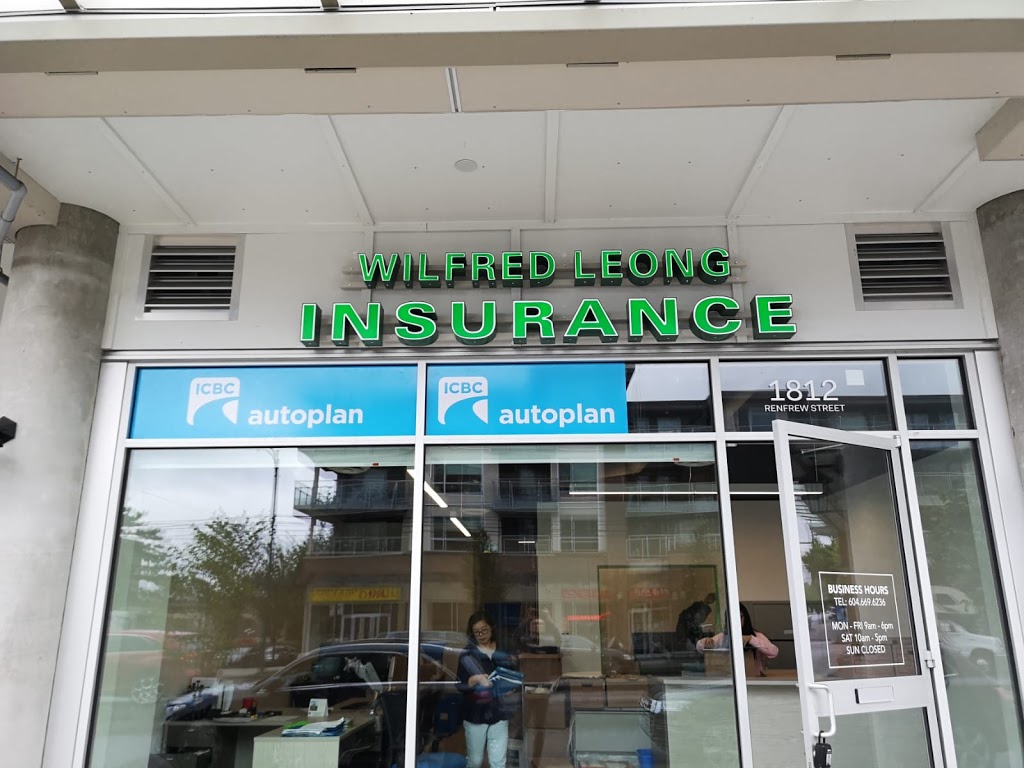 WILFRED LEONG
INSURANCE
ICBC
autoplan
ICBC
autoplan
1812
RENFREW STREET
BUSINESS HOURS
TEL: 604.669.6236
MON - FRI 9am - 6pm
SAT 10am - 5pm
SUN CLOSED